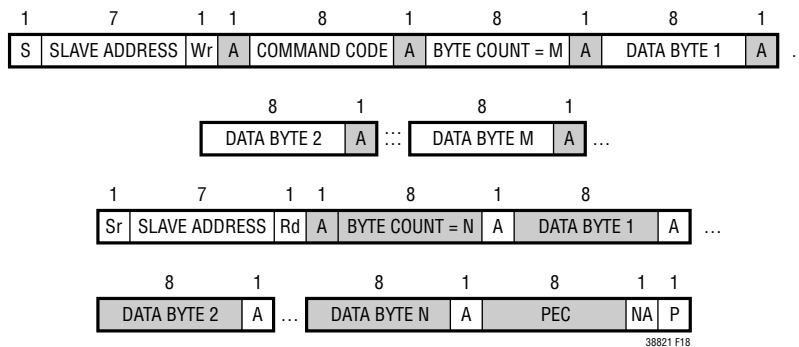 1 7 1 1 8 1 8 1 8 1
S SLAVE ADDRESS Wr A COMMAND CODE A BYTE COUNT = M A DATA BYTE 1 A .
8 1 8 1
DATA BYTE 2 A ... DATA BYTE M A …
1 7 1 1 8 1 8
Sr SLAVE ADDRESS Rd A BYTE COUNT = N A DATA BYTE 1 A …
8 1 8 1 8 1 1
DATA BYTE 2 A … DATA BYTE N A PEC NA P
38821 F18